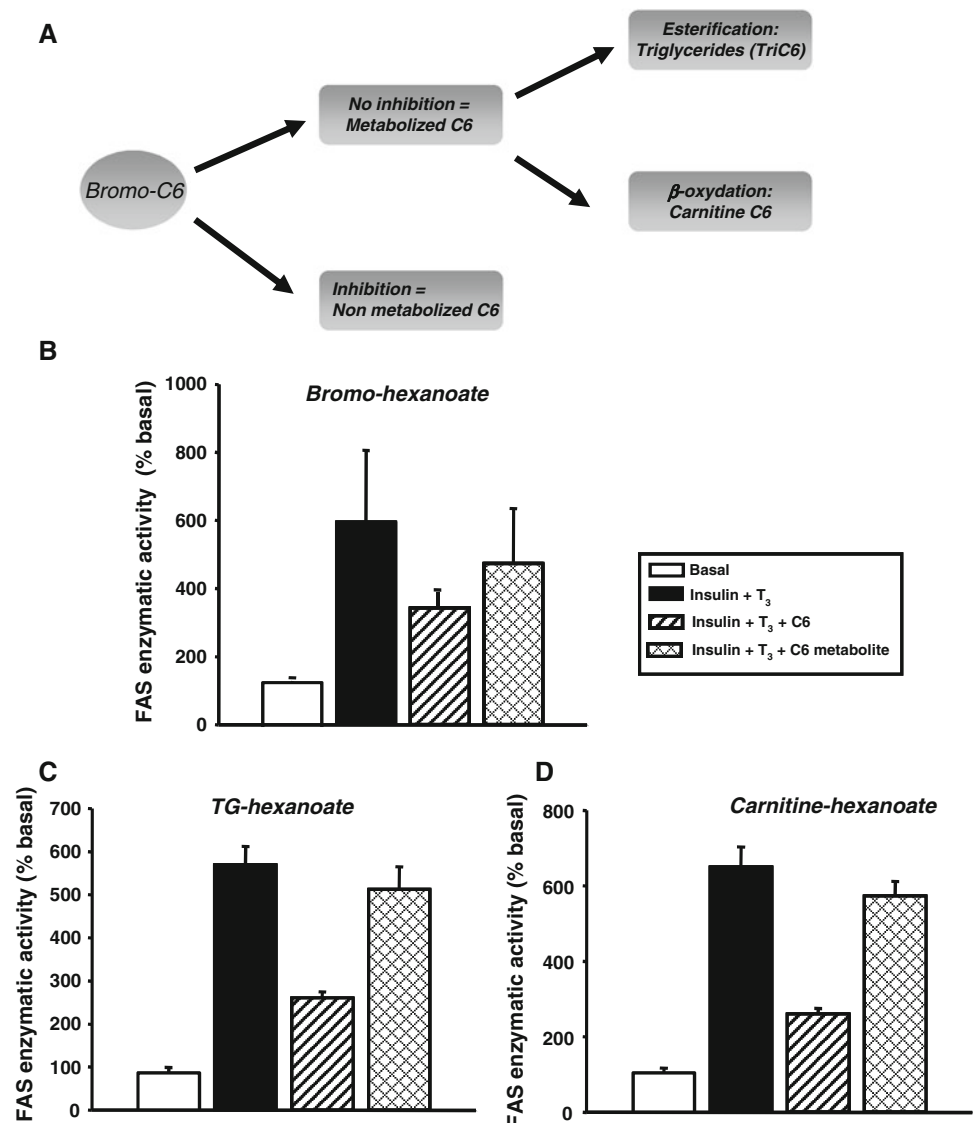 A
Esterification:
Triglycerides (TriC6)
No inhibition =
Metabolized C6
Bromo-C6
β-oxydation:
Carnitine C6
Inhibition =
Non metabolized C6
B
Bromo-hexanoate
FAS enzymatic activity (% basal)
1000
800
600
400
200
0
Basal
Insulin + T3
Insulin + T3 + C6
Insulin + T3 + C6 metabolite
C
TG-hexanoate
FAS enzymatic activity (% basal)
700
600
500
400
300
200
100
0
D
Carnitine-hexanoate
FAS enzymatic activity (% basal)
800
600
400
200
0